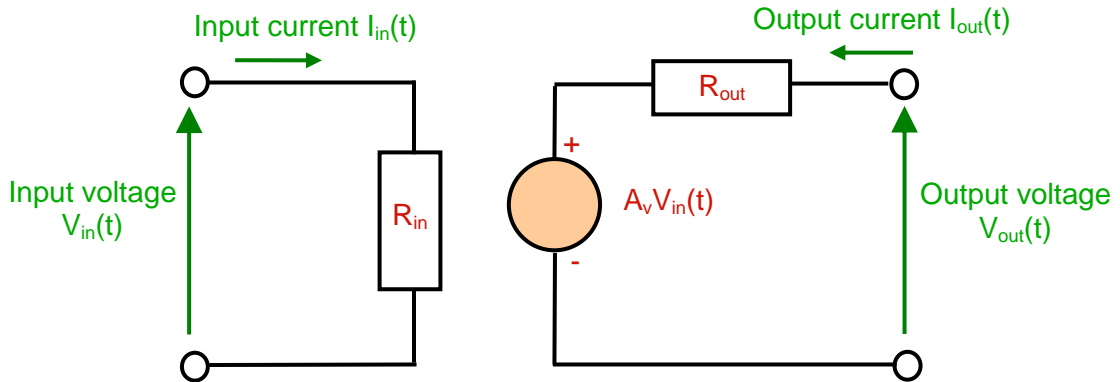 Input current I_in(t)
Output current I_out(t)
R_out
+
Input voltage
V_in(t)
R_in
A_vV_in(t)
Output voltage
V_out(t)
-